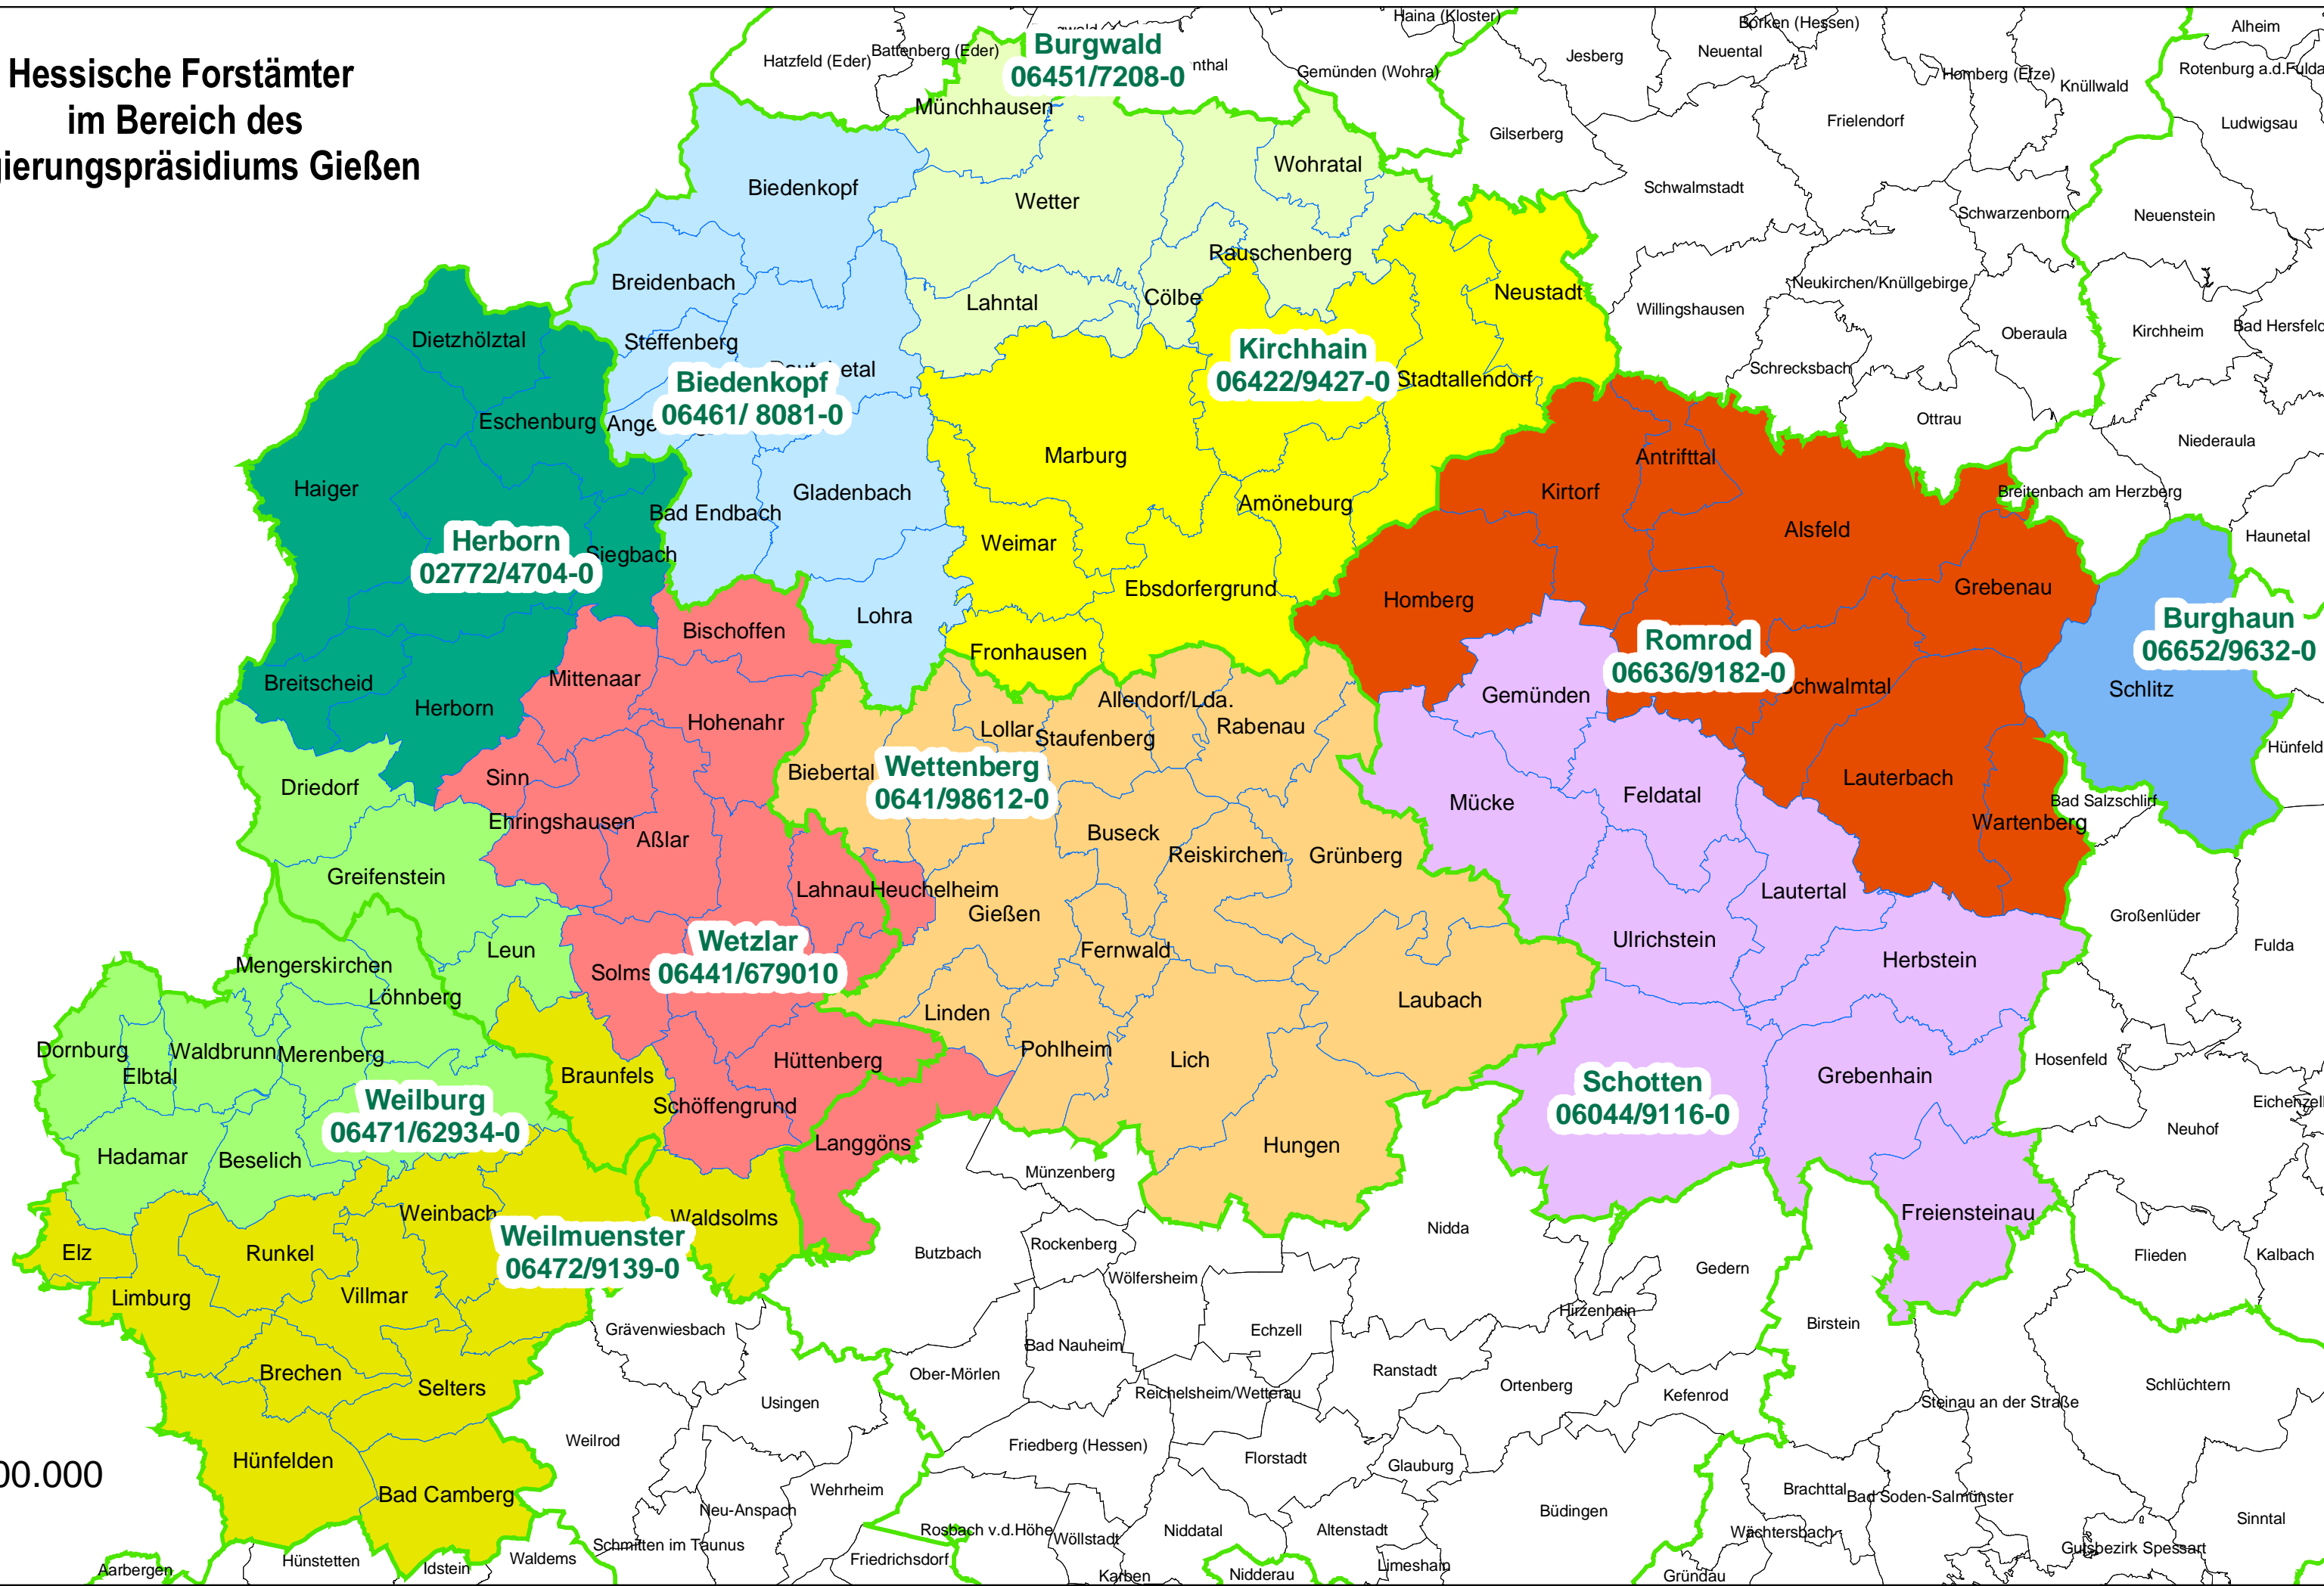 Hessische Forstämter
im Bereich des
gierungspräsidiums Gießen
Haina (Kloster)
Borken (Hessen)
Alheim
Hatzfeld (Eder)
Battenberg (Eder)
Burgwald
06451/7208-0
nthal
Gemünden (Wohra)
Jesberg
Neuental
Homberg (Efze)
Knüllwald
Rotenburg a.d.Fulda
Münchhausen
Gilserberg
Frielendorf
Ludwigsau
Wohratal
Biedenkopf
Wetter
Schwalmstadt
Schwarzenborn
Neuenstein
Rauschenberg
Breidenbach
Lahntal
Cölbe
Neustadt
Willingshausen
Neukirchen/Knüllgebirge
Oberaula
Kirchheim
Bad Hersfeld
Dietzhölztal
Steffenberg
etal
Biedenkopf
06461/ 8081-0
Kirchhain
06422/9427-0
Stadtallendorf
Schrecksbach
Ottrau
Niederaula
Eschenburg
Ange
Marburg
Antrifttal
Haiger
Bad Endbach
Gladenbach
Amöneburg
Kirtorf
Alsfeld
Breitenbach am Herzberg
Haunetal
Herborn
02772/4704-0
Siegbach
Weimar
Ebsdorfergrund
Homberg
Grebenau
Burghaun
06652/9632-0
Bischoffen
Lohra
Fronhausen
Romrod
06636/9182-0
Schlitz
Breitscheid
Herborn
Mittenaar
Hohenahr
Allendorf/Lda.
Gemünden
chwalmtal
Lollar
Staufenberg
Rabenau
Hünfeld
Driedorf
Sinn
Biebertal
Wettenberg
0641/98612-0
Mücke
Feldatal
Lauterbach
Bad Salzschlirf
Wartenberg
Ehringshausen
Aßlar
Buseck
Reiskirchen
Grünberg
Greifenstein
Lahnau
Heuchelheim
Gießen
Lautertal
Großenlüder
Leun
Wetzlar
06441/679010
Solms
Fernwald
Ulrichstein
Herbstein
Fulda
Mengerskirchen
Löhnberg
Linden
Laubach
Dornburg
Elbtal
Waldbrunn
Merenberg
Hüttenberg
Pohlheim
Lich
Hosenfeld
Braunfels
Schöffengrund
Schotten
06044/9116-0
Grebenhain
Eichenzell
Weilburg
06471/62934-0
Hadamar
Beselich
Langgöns
Hungen
Neuhof
Münzenberg
Weinbach
Waldsolms
Freiensteinau
Elz
Runkel
Weilmuenster
06472/9139-0
Butzbach
Rockenberg
Nidda
Flieden
Kalbach
Limburg
Villmar
Wölfersheim
Gedern
Hirzenhain
Birstein
Grävenwiesbach
Bad Nauheim
Echzell
Brechen
Selters
Ober-Mörlen
Ranstadt
Ortenberg
Kefenrod
Schlüchtern
Usingen
Reichelsheim/Wetterau
Steinau an der Straße
Weilrod
Friedberg (Hessen)
Florstadt
Glauburg
Hünfelden
00.000
Bad Camberg
Wehrheim
Neu-Anspach
Büdingen
Brachttal
Bad Soden-Salmünster
Sinntal
Rosbach v.d.Höhe
Wöllstadt
Niddatal
Altenstadt
Wächtersbach
Gutsbezirk Spessart
Schmitten im Taunus
Aarbergen
Hünstetten
Idstein
Waldems
Friedrichsdorf
Karben
Nidderau
Limeshain
Gründau